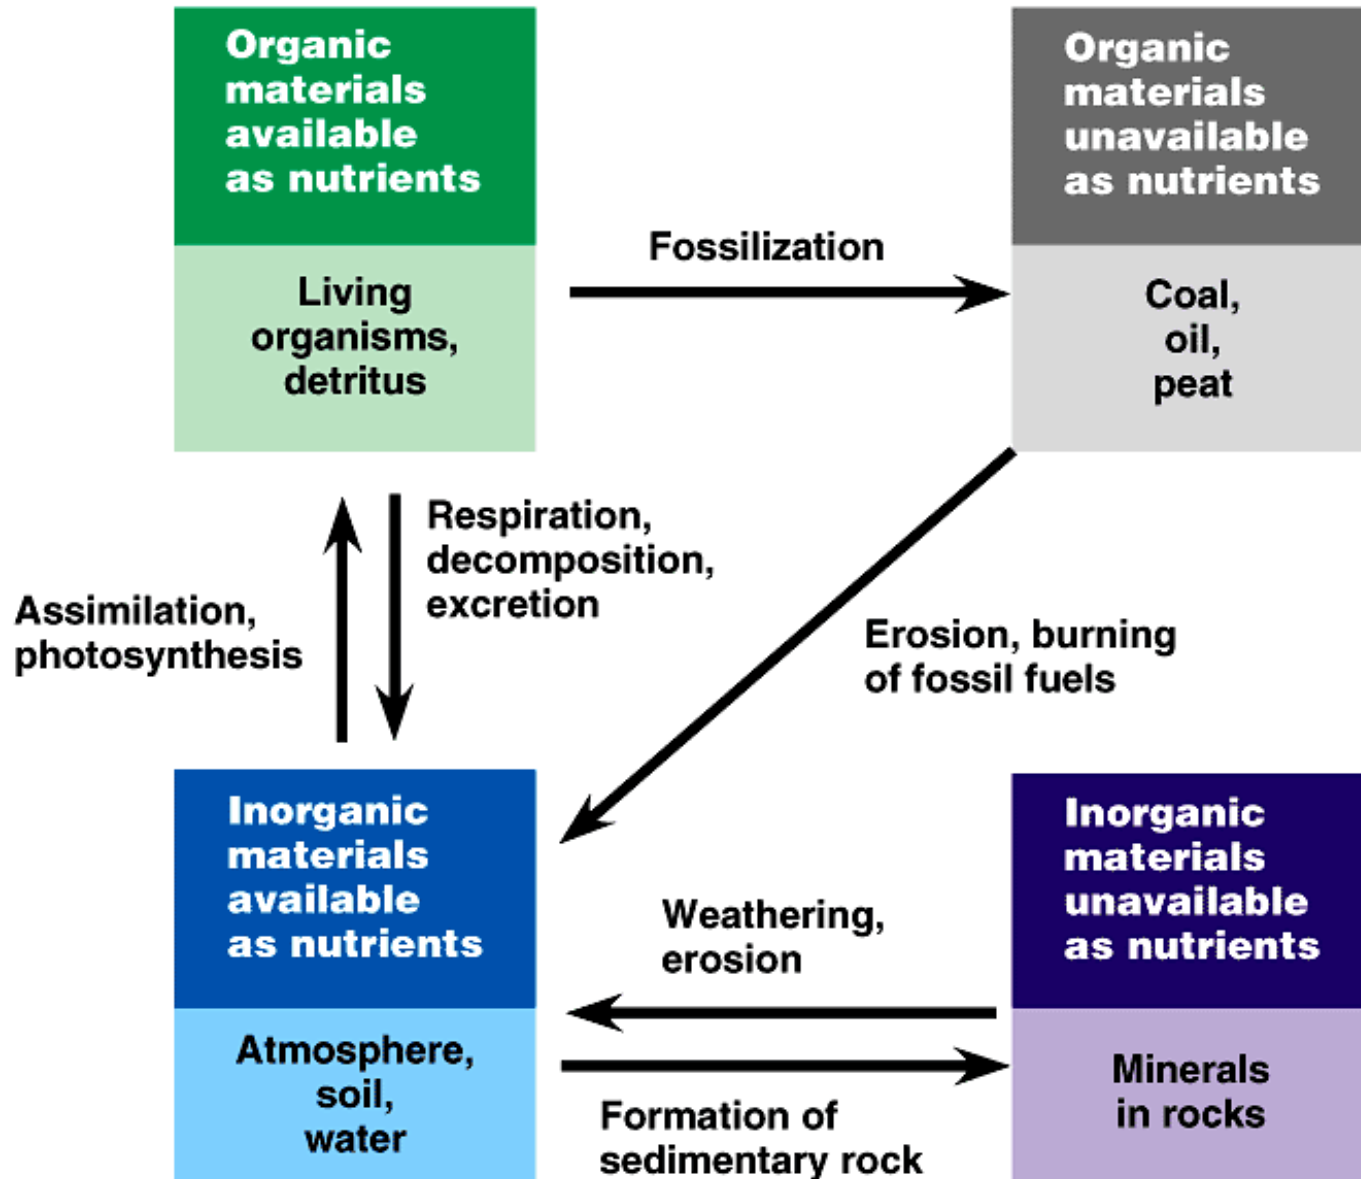 Organic
materials
available
as nutrients
Living
organisms,
detritus
Fossilization
Organic
materials
unavailable
as nutrients
Coal,
oil,
peat
Assimilation,
photosynthesis
Respiration,
decomposition,
excretion
Erosion, burning
of fossil fuels
Inorganic
materials
available
as nutrients
Atmosphere,
soil,
water
Weathering,
erosion
Formation of
sedimentary rock
Inorganic
materials
unavailable
as nutrients
Minerals
in rocks